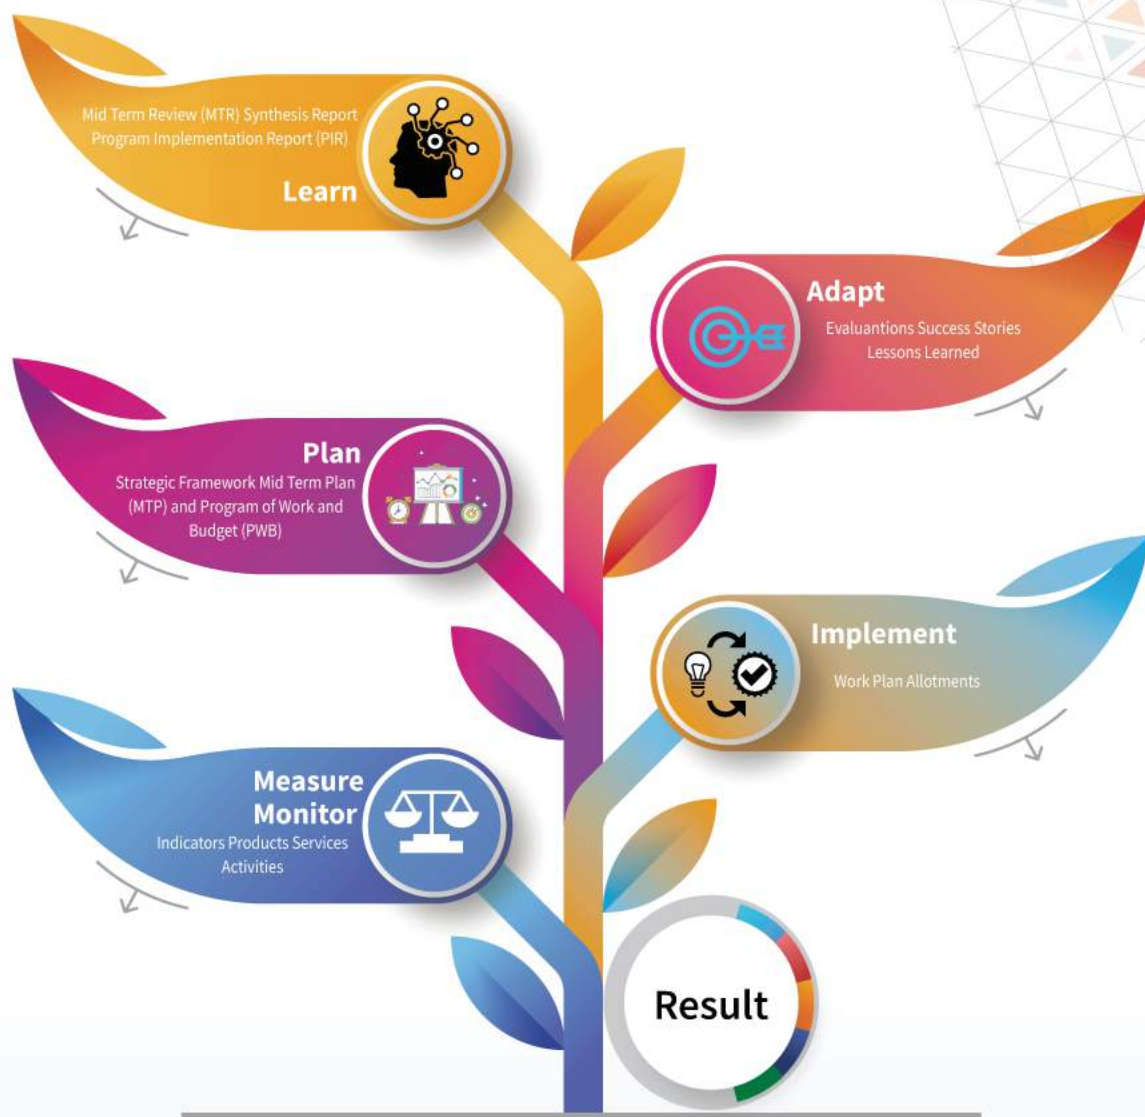 Mid Term Review (MTR) Synthesis Report
Program Implementation Report (PIR)
Learn
Adapt
Evaluantions Success Stories
Lessons Learned
Plan
Strategic Framework Mid Term Plan
(MTP) and Program of Work and
Budget (PWB)
Implement
Work Plan Allotments
Measure
Monitor
Indicators Products Services
Activities
Result